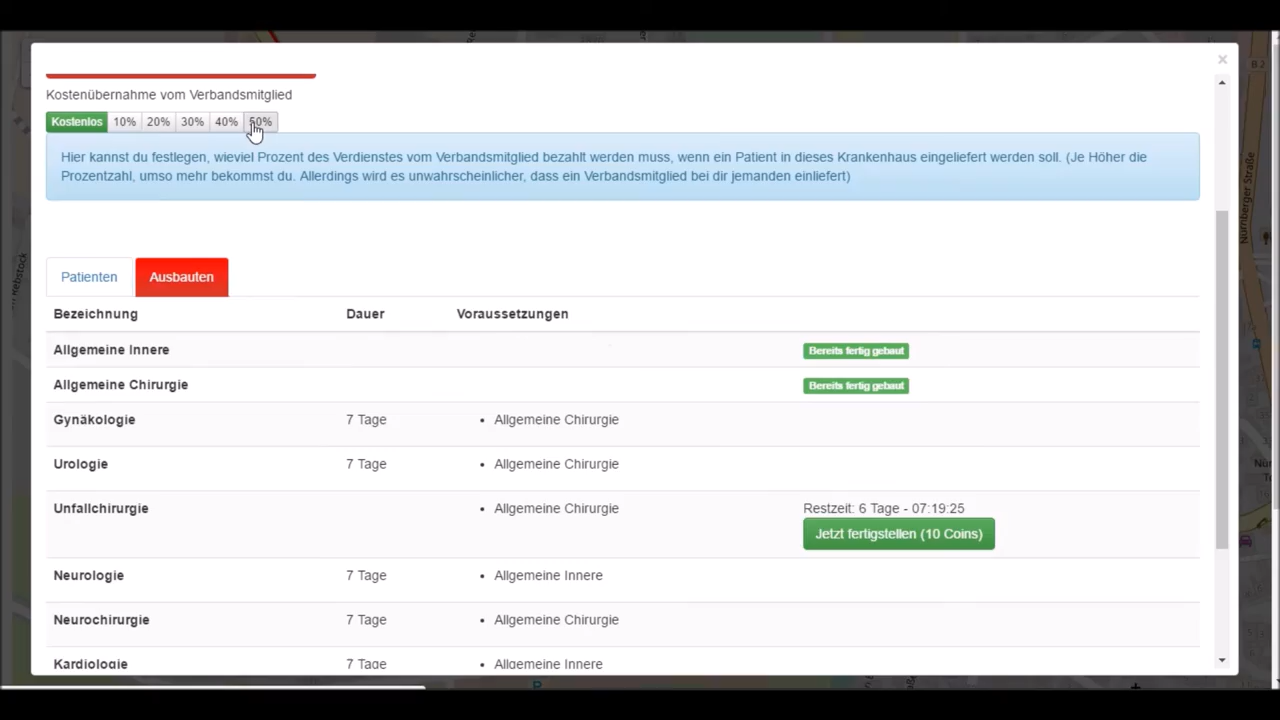 ×
B 2
Kostenübernahme vom Verbandsmitglied
Kostenlos 10% 20% 30% 40% 50%
Hier kannst du festlegen, wieviel Prozent des Verdienstes vom Verbandsmitglied bezahlt werden muss, wenn ein Patient in dieses Krankenhaus eingeliefert werden soll. (Je Höher die
Prozentzahl, umso mehr bekommst du. Allerdings wird es unwahrscheinlicher, dass ein Verbandsmitglied bei dir jemanden einliefert)
Nürnberger Straße
Patienten Ausbauten
Bezeichnung Dauer Voraussetzungen
Allgemeine Innere Bereits fertig gebaut
Allgemeine Chirurgie Bereits fertig gebaut
Gynäkologie 7 Tage • Allgemeine Chirurgie
Urologie 7 Tage • Allgemeine Chirurgie
Unfallchirurgie • Allgemeine Chirurgie Restzeit: 6 Tage - 07:19:25
Jetzt fertigstellen (10 Coins)
Neurologie 7 Tage • Allgemeine Innere
Neurochirurgie 7 Tage • Allgemeine Chirurgie
Kardiologie 7 Tage • Allgemeine Innere